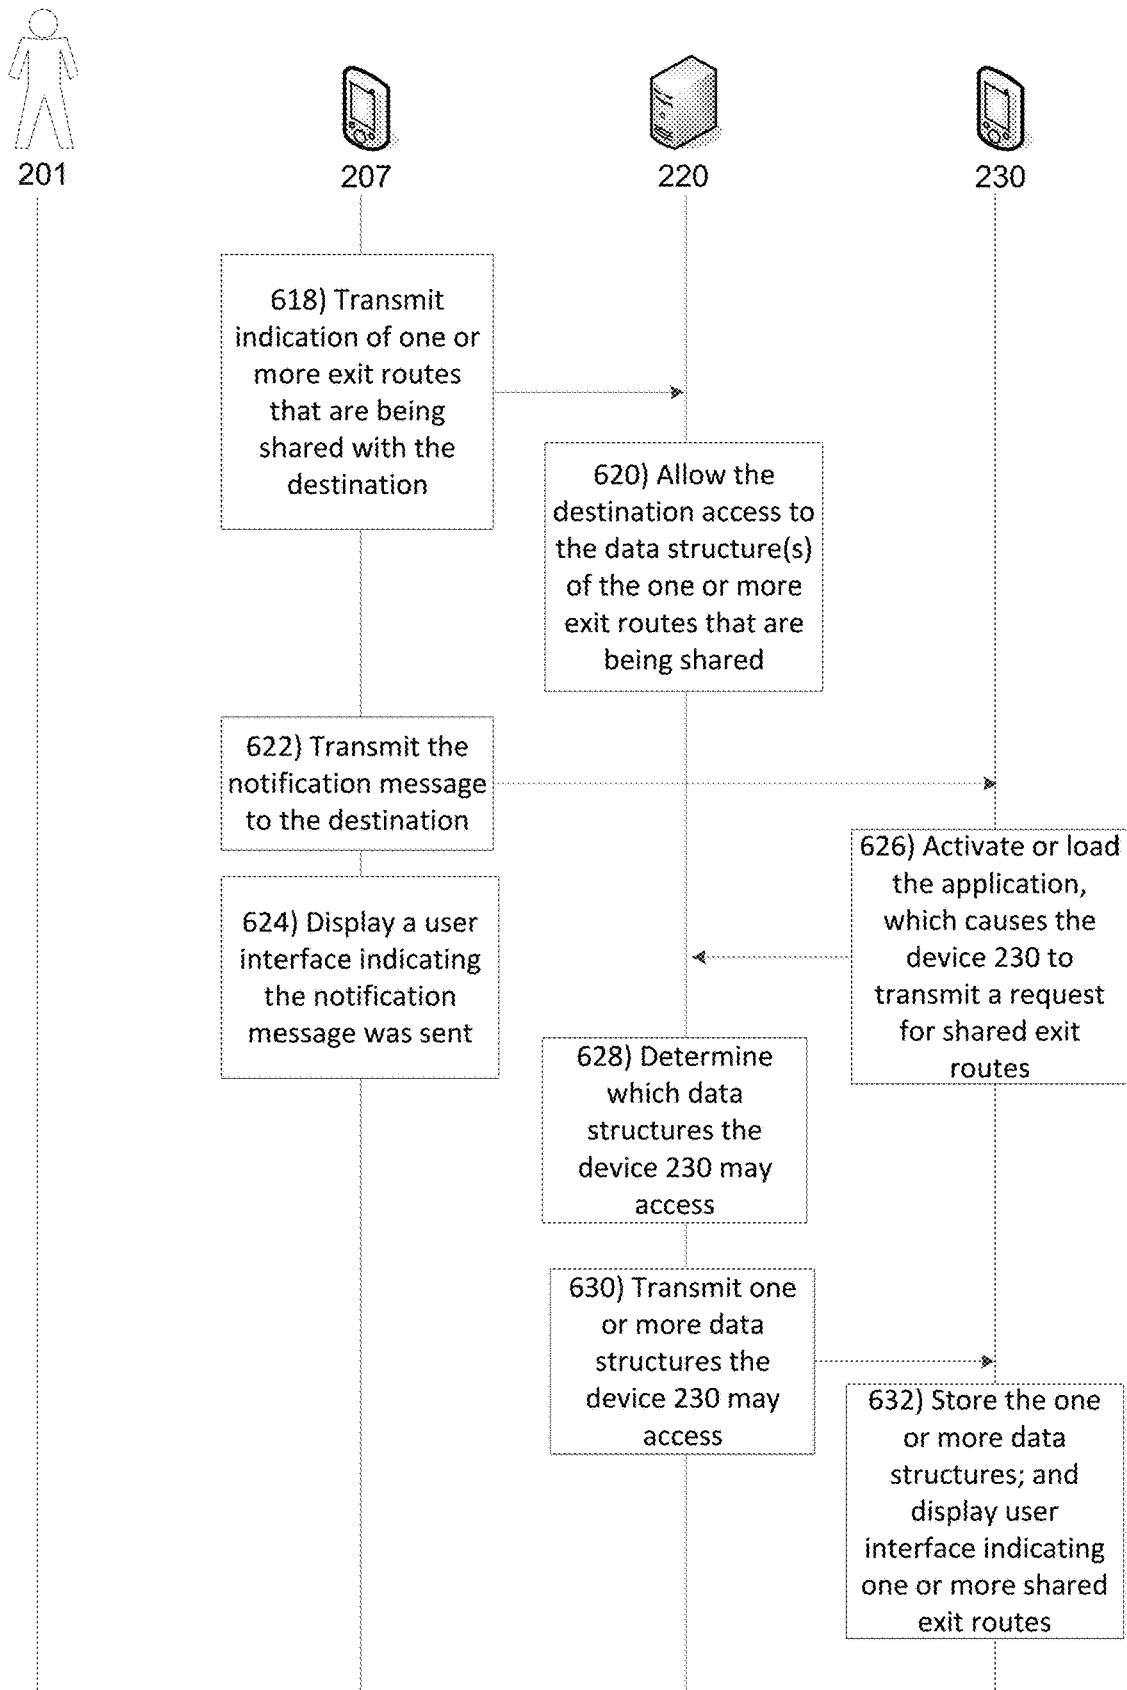 201
207
220
230
618) Transmit
indication of one or
more exit routes
that are being
shared with the
destination
620) Allow the
destination access to
the data structure(s)
of the one or more
exit routes that are
being shared
622) Transmit the
notification message
to the destination
624) Display a user
interface indicating
the notification
message was sent
626) Activate or load
the application,
which causes the
device 230 to
transmit a request
for shared exit
routes
628) Determine
which data
structures the
device 230 may
access
630) Transmit one
or more data
structures the
device 230 may
access
632) Store the one
or more data
structures; and
display user
interface indicating
one or more shared
exit routes